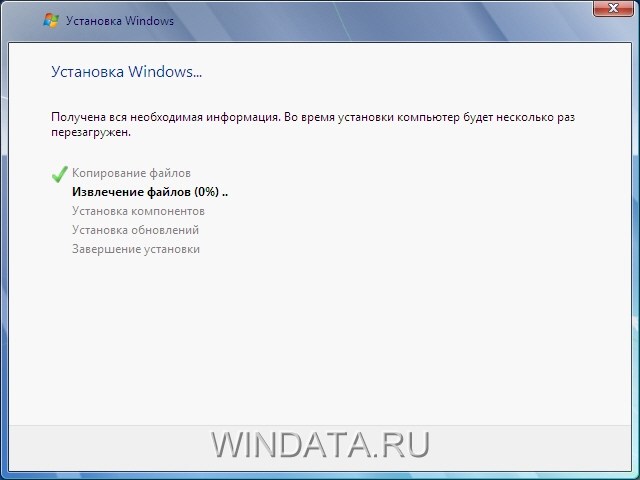 Установка Windows
Установка Windows...
Получена вся необходимая информация. Во время установки компьютер будет несколько раз
перезагружен.
Копирование файлов
Извлечение файлов (0%) ..
Установка компонентов
Установка обновлений
Завершение установки
WINDATA.RU